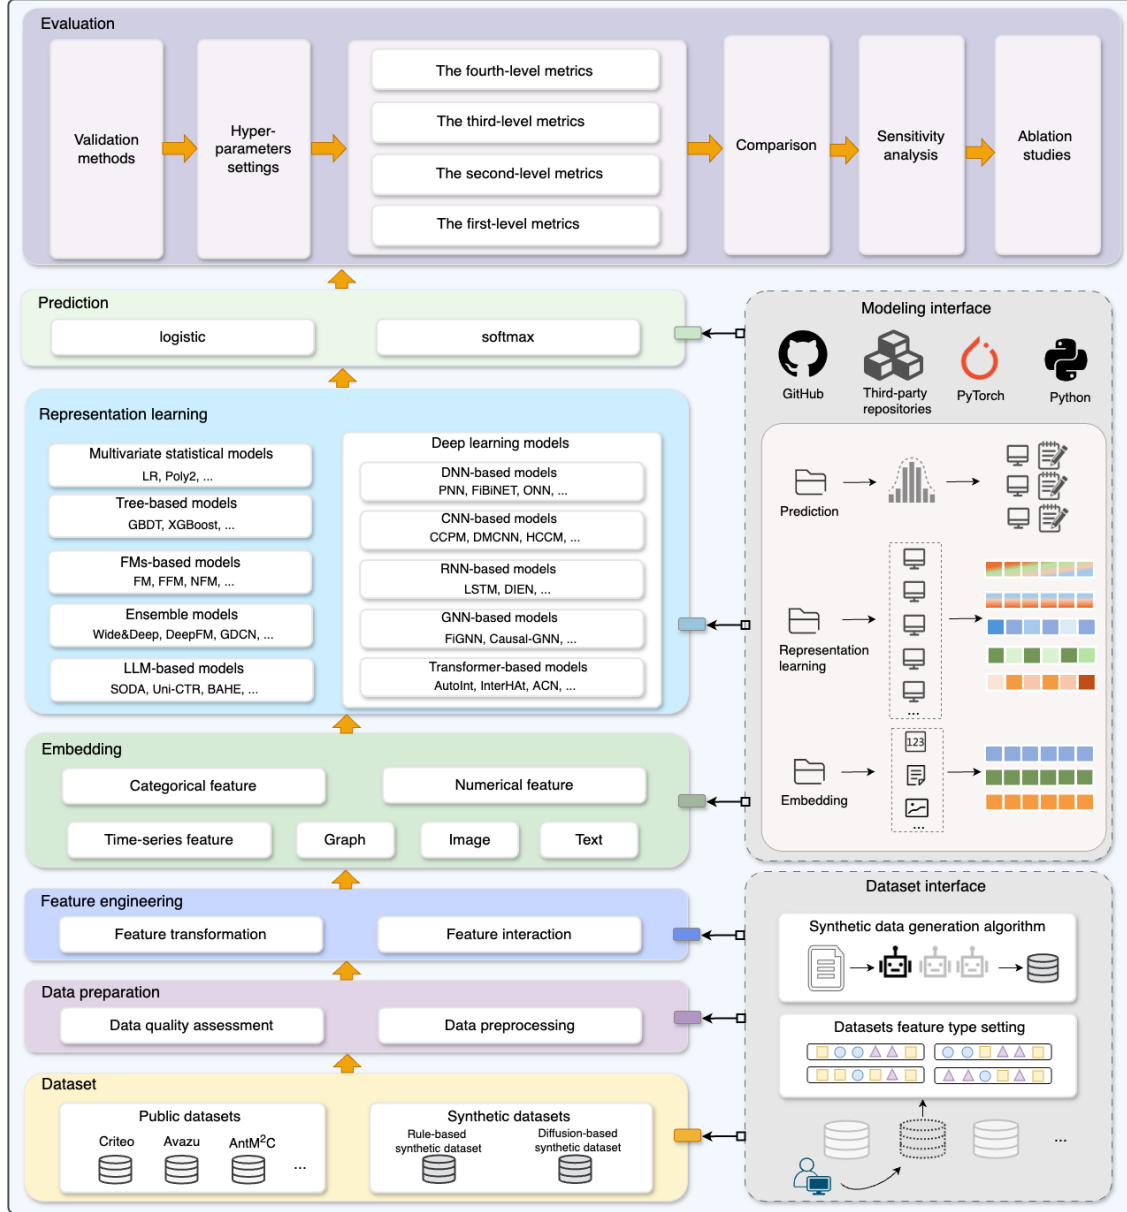 Evaluation
Validation
methods
Hyper-
parameters
settings
The fourth-level metrics
The third-level metrics
The second-level metrics
The first-level metrics
Comparison
Sensitivity
analysis
Ablation
studies
Prediction
logistic
softmax
Representation learning
Multivariate statistical models
LR, Poly2, ...
Tree-based models
GBDT, XGBoost, ...
FMs-based models
FM, FFM, NFM, ...
Ensemble models
Wide&Deep, DeepFM, GDCN, ...
LLM-based models
SODA, Uni-CTR, BAHE, ...
Deep learning models
DNN-based models
PNN, FiBiNET, ONN, ...
CNN-based models
CCPM, DMCNN, HCCM, ...
RNN-based models
LSTM, DIEN, ...
GNN-based models
FiGNN, Causal-GNN, ...
Transformer-based models
AutoInt, InterHAt, ACN, ...
Embedding
Categorical feature
Numerical feature
Time-series feature
Graph
Image
Text
Feature engineering
Feature transformation
Feature interaction
Data preparation
Data quality assessment
Data preprocessing
Dataset
Public datasets
Criteo
Avazu
AntM²C
...
Synthetic datasets
Rule-based
synthetic dataset
Diffusion-based
synthetic dataset
Modeling interface
GitHub
Third-party
repositories
PyTorch
Python
Prediction
Representation
learning
...
Embedding
123
...
Dataset interface
Synthetic data generation algorithm
Datasets feature type setting
...